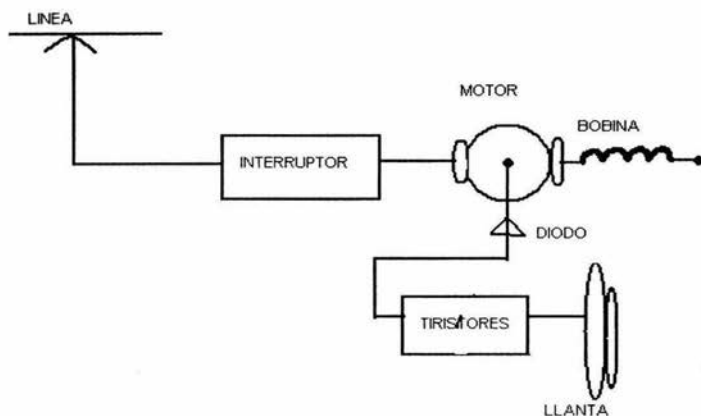 LINEA
MOTOR
BOBINA
INTERRUPTOR
DIODO
TIRISTORES
LLANTA